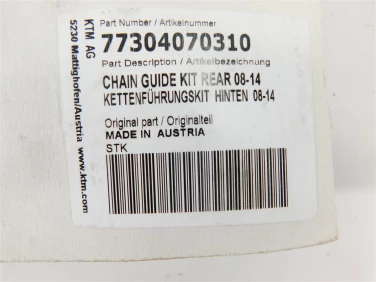 KTM AG
5230 Mattighofen/Austria
www.ktm.com
Part Number / Artikelnummer
77304070310
Part Description / Artikelbezeichnung
CHAIN GUIDE KIT REAR 08-14
KETTENFÜHRUNGSKIT HINTEN 08-14
Original part / Originalteil
MADE IN AUSTRIA
STK